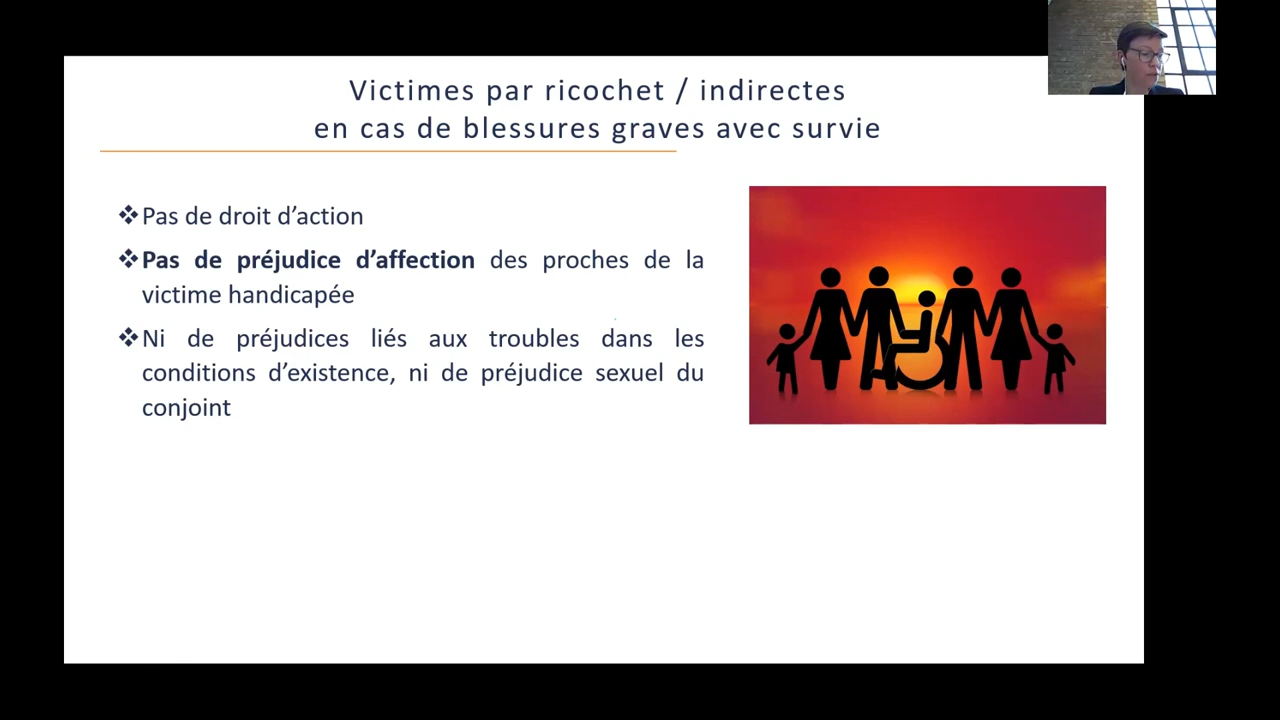 Victimes par ricochet / indirectes
en cas de blessures graves avec survie
❖Pas de droit d’action
❖Pas de préjudice d’affection des proches de la
victime handicapée
❖Ni de préjudices liés aux troubles dans les
conditions d’existence, ni de préjudice sexuel du
conjoint